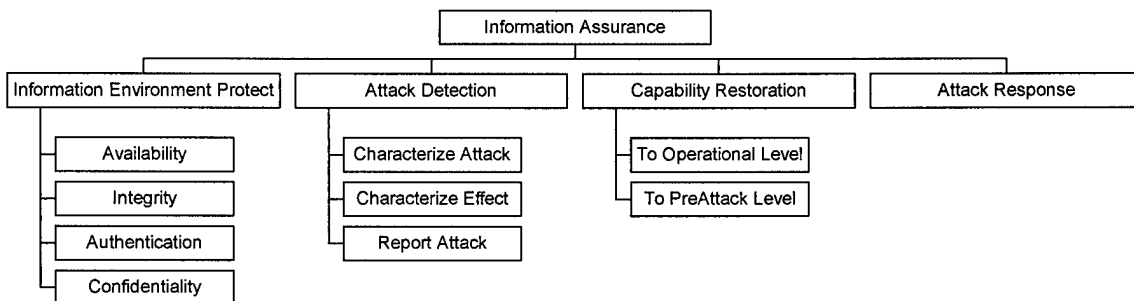 Information Assurance
Information Environment Protect
Attack Detection
Capability Restoration
Attack Response
Availability
Integrity
Authentication
Confidentiality
Characterize Attack
Characterize Effect
Report Attack
To Operational Level
To PreAttack Level